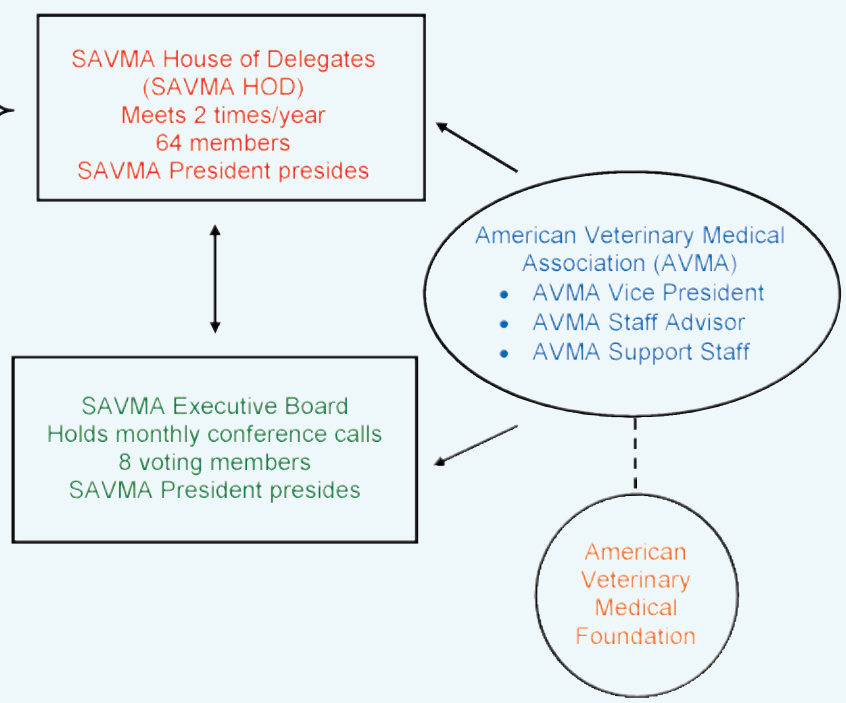 SAVMA House of Delegates
(SAVMA HOD)
Meets 2 times/year
64 members
SAVMA President presides
American Veterinary Medical
Association (AVMA)
• AVMA Vice President
• AVMA Staff Advisor
• AVMA Support Staff
SAVMA Executive Board
Holds monthly conference calls
8 voting members
SAVMA President presides
American
Veterinary
Medical
Foundation